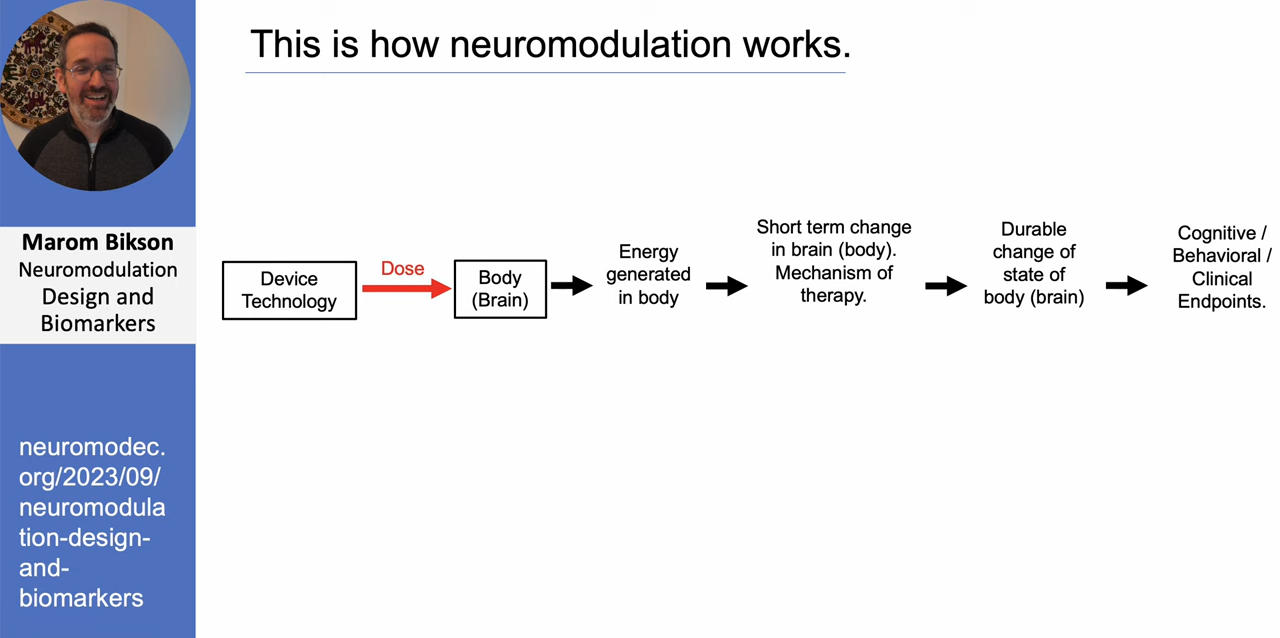 This is how neuromodulation works.
Marom Bikson
Neuromodulation
Design and
Biomarkers
neuromodec.
org/2023/09/
neuromodula
tion-design-
and-
biomarkers
Device
Technology
Dose
Body
(Brain)
Energy
generated
in body
Short term change
in brain (body).
Mechanism of
therapy.
Durable
change of
state of
body (brain)
Cognitive /
Behavioral /
Clinical
Endpoints.